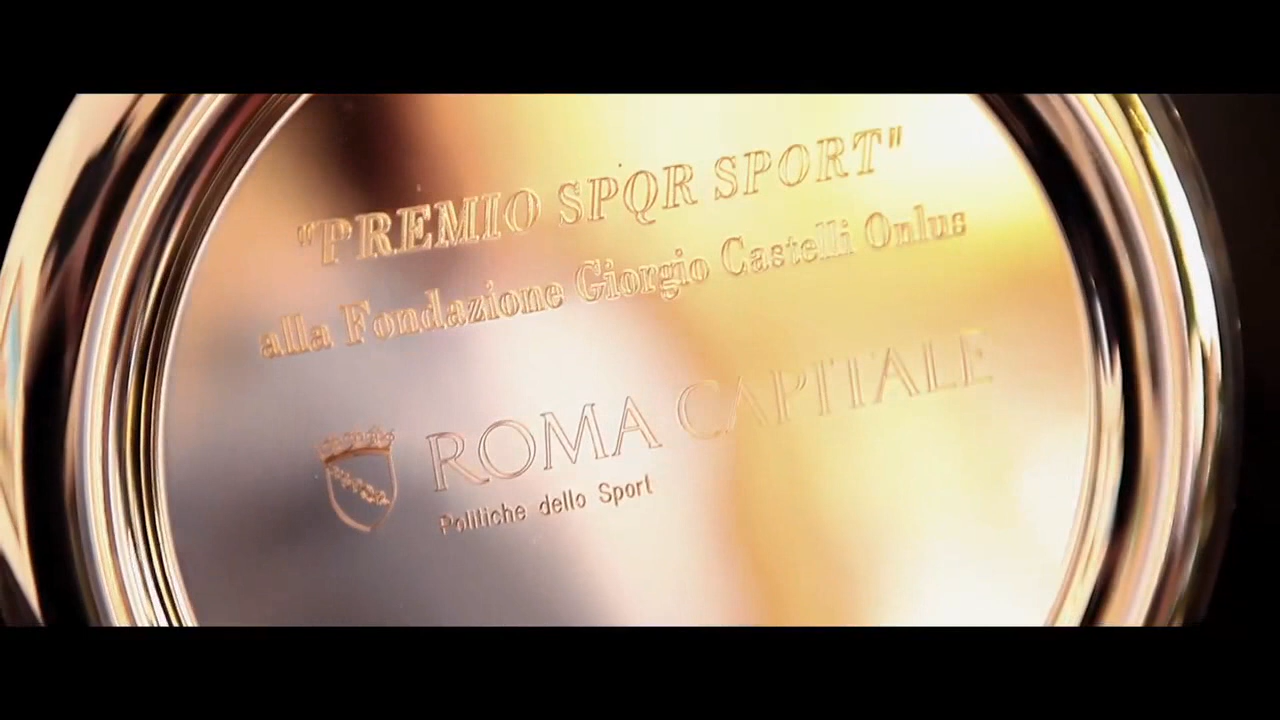 "PREMIO SPQR SPORT"
alla Fondazione Giorgio Castelli Onlus
ROMA CAPITALE
Politiche dello Sport